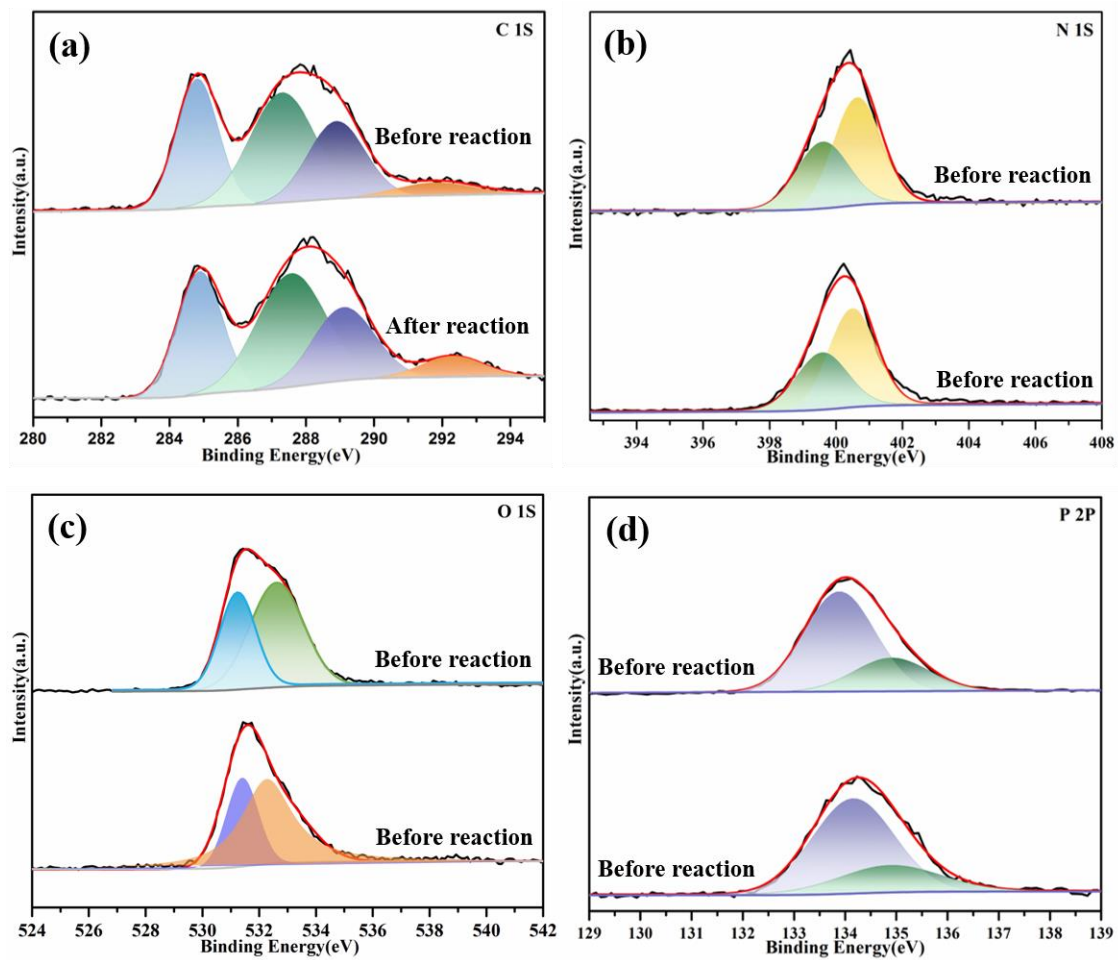 (a)
C 1S
Before reaction
After reaction
Intensity(a.u.)
280 282 284 286 288 290 292 294
Binding Energy(eV)
(b)
N 1S
Before reaction
Before reaction
Intensity(a.u.)
394 396 398 400 402 404 406 408
Binding Energy(eV)
(c)
O 1S
Before reaction
Before reaction
Intensity(a.u.)
524 526 528 530 532 534 536 538 540 542
Binding Energy(eV)
(d)
P 2P
Before reaction
Before reaction
Intensity(a.u.)
129 130 131 132 133 134 135 136 137 138 139
Binding Energy(eV)